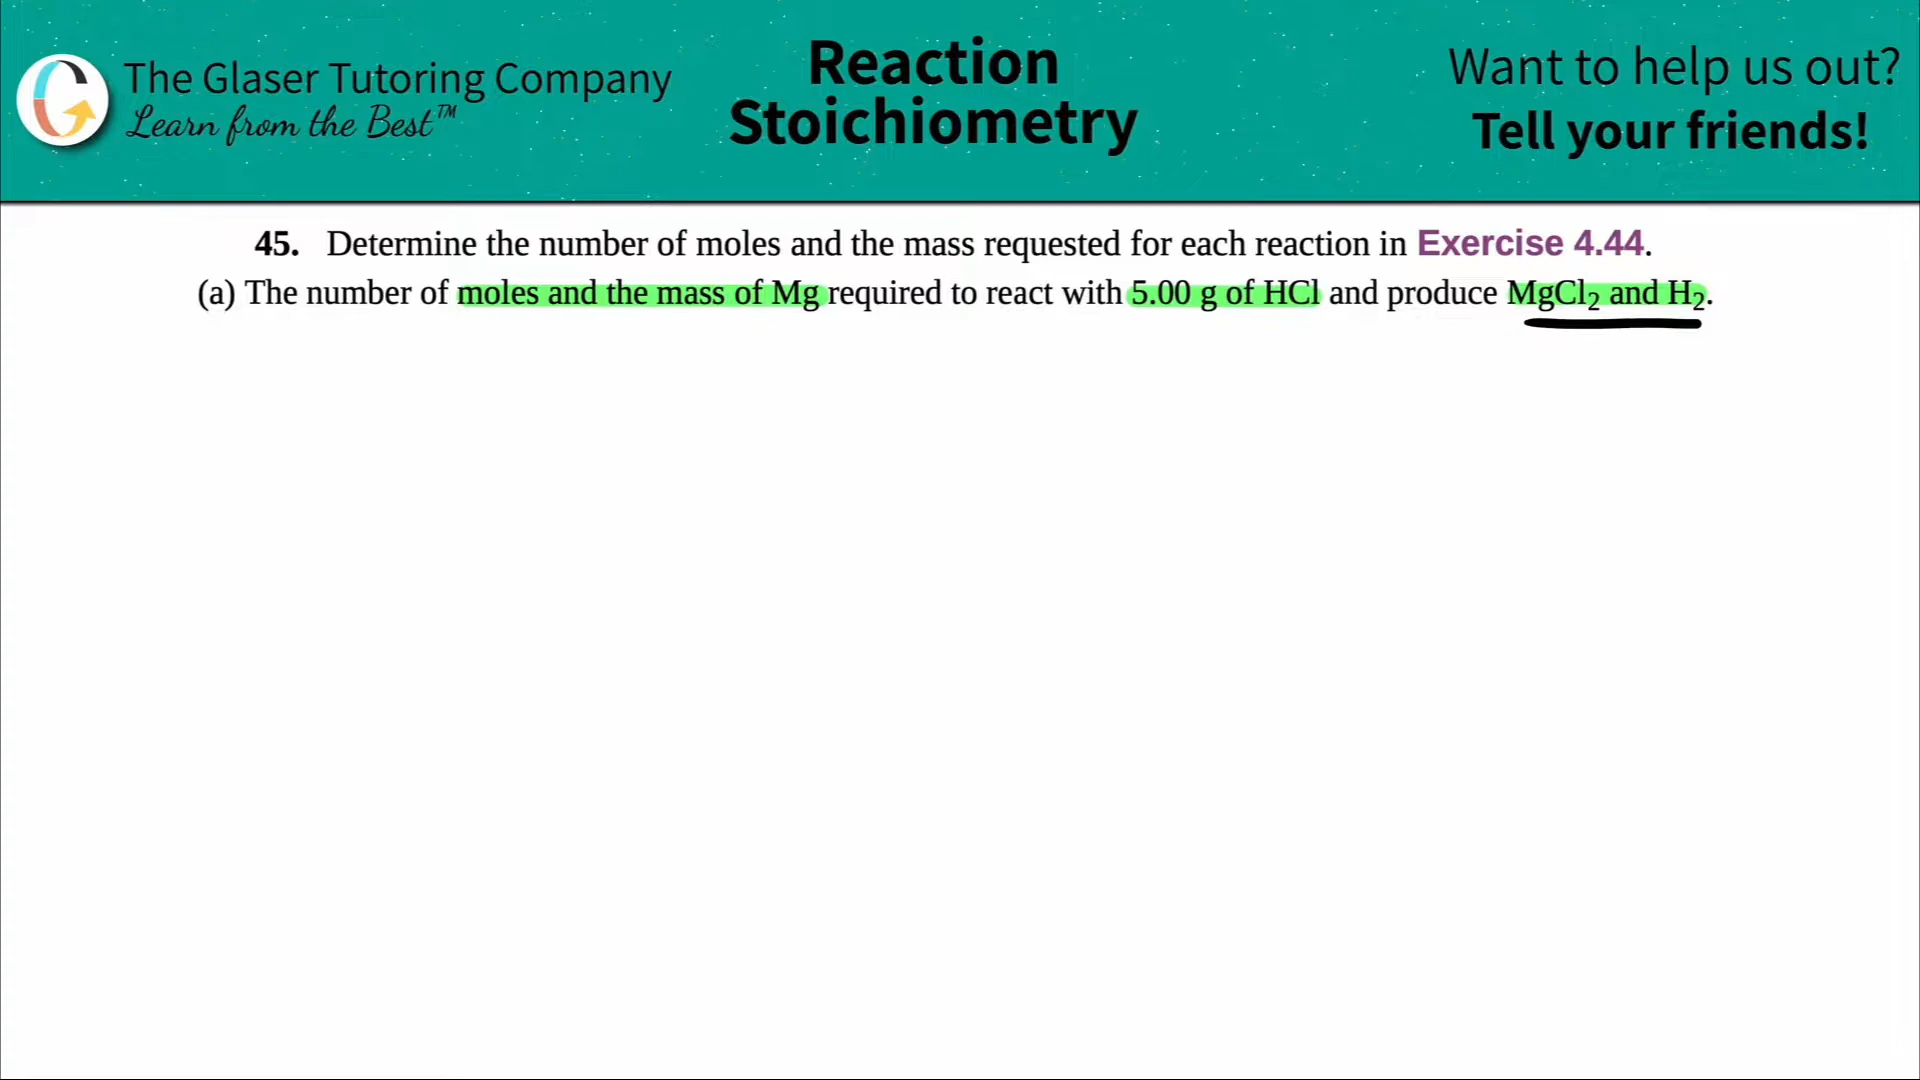 The Glaser Tutoring Company
Learn from the Best™
Reaction
Stoichiometry
Want to help us out?
Tell your friends!
45. Determine the number of moles and the mass requested for each reaction in Exercise 4.44.
(a) The number of moles and the mass of Mg required to react with 5.00 g of HCl and produce MgCl₂ and H₂.